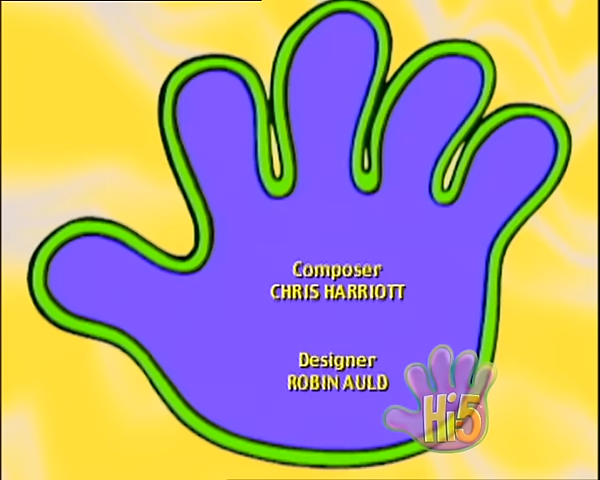 Composer
CHRIS HARRIOTT
Designer
ROBIN AULD
Hi5